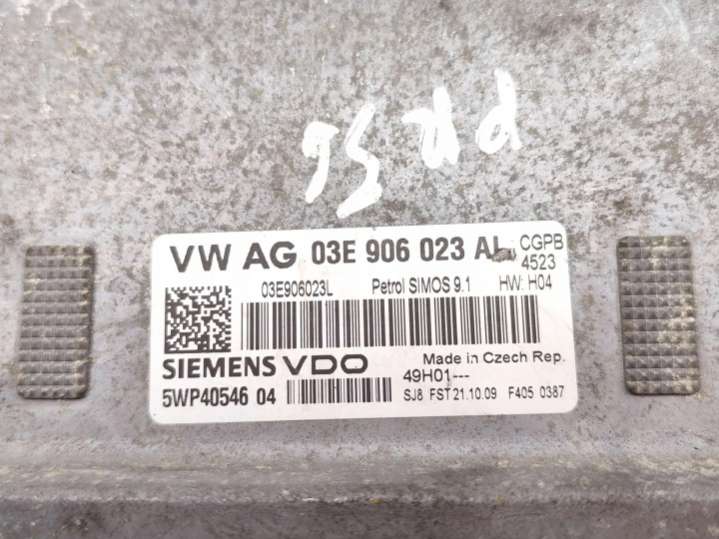 VW AG 03E 906 023 AL CGPB
4523
03E906023L Petrol SIMOS 9.1 HW: H04
SIEMENS VDO Made in Czech Rep.
49H01---
5WP40546 04 SJ8 FST 21.10.09 F405 0387